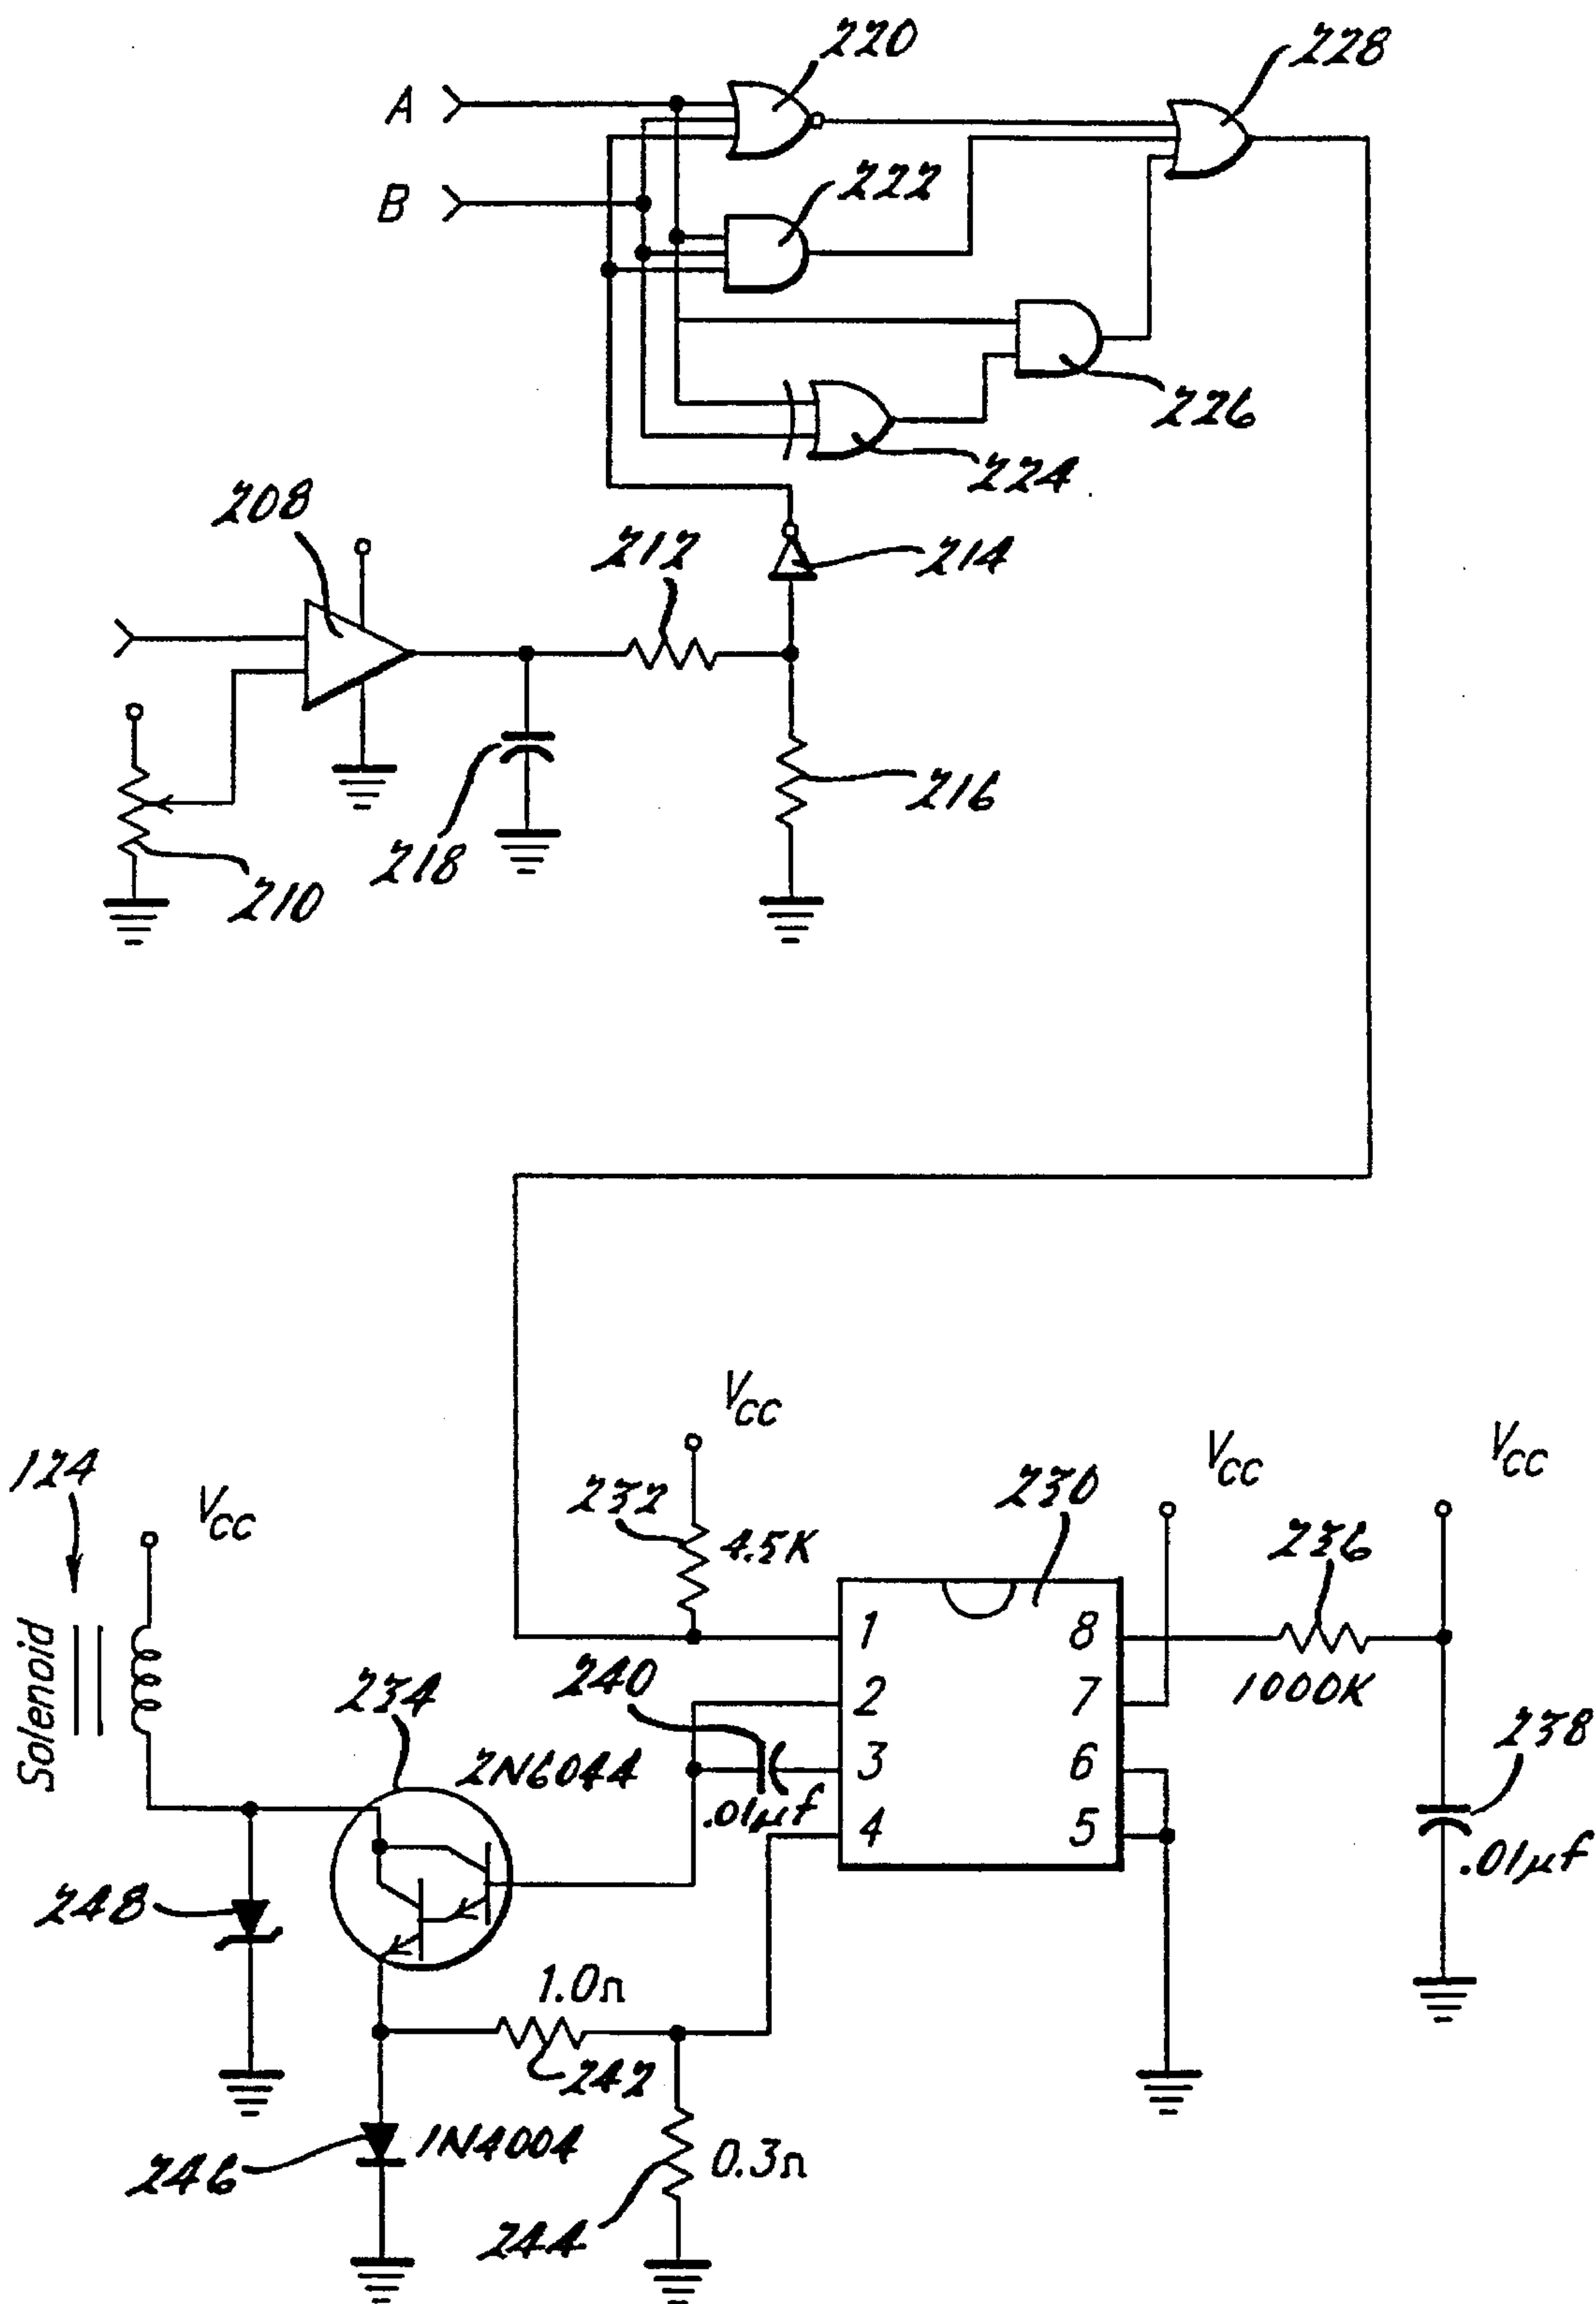 220
228
A
222
B
226
224
208
212
214
216
218
210
Vcc
Vcc
Vcc
124
Vcc
232
4.5K
230
236
1
8
1000K
Solenoid
234
240
2
7
238
2N6044
3
6
.01µf
4
5
.01µf
248
1.0Ω
242
1N4004
246
0.3Ω
244